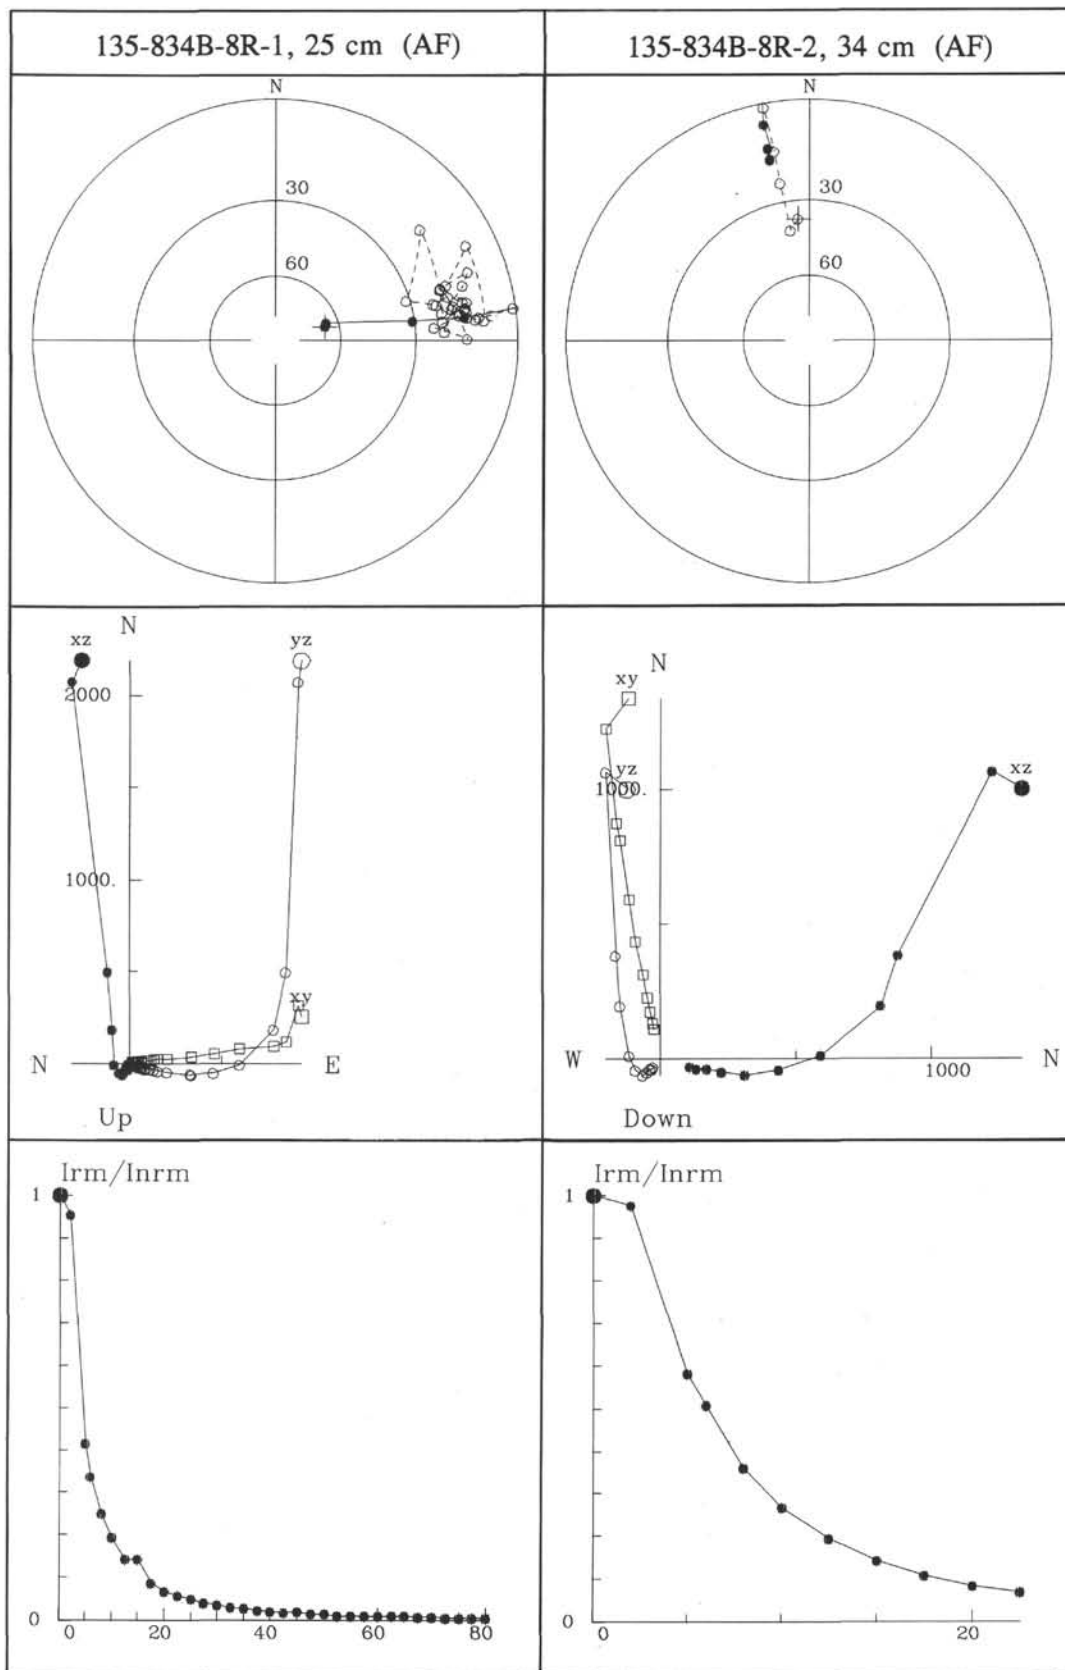 135-834B-8R-1, 25 cm (AF)
135-834B-8R-2, 34 cm (AF)
N
30
60
N
30
60
xz
N
yz
2000
1000.
xy
N
E
Up
xy
N
yz
1000.
xz
W
1000
N
Down
Irm/Inrm
1
0
0
20
40
60
80
Irm/Inrm
1
0
0
20